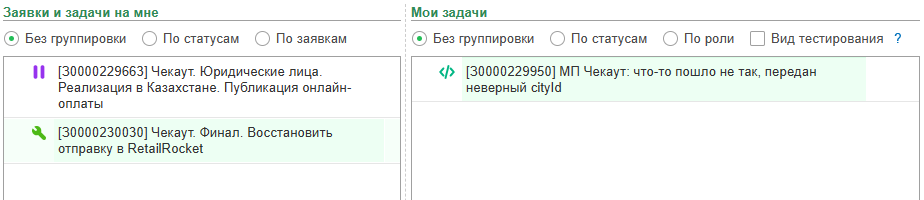 Заявки и задачи на мне
Без группировки По статусам По заявкам
[30000229663] Чекаут. Юридические лица.
Реализация в Казахстане. Публикация онлайн-
оплаты
[30000230030] Чекаут. Финал. Восстановить
отправку в RetailRocket
Мои задачи
Без группировки По статусам По роли Вид тестирования ?
[30000229950] МП Чекаут: что-то пошло не так, передан
неверный cityId